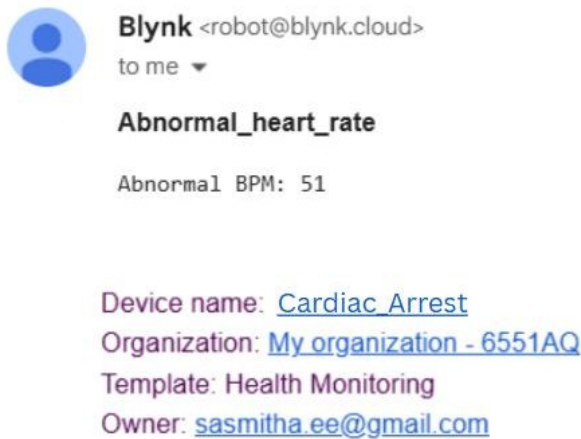 Blynk <robot@blynk.cloud>
to me
Abnormal_heart_rate
Abnormal BPM: 51
Device name: Cardiac_Arrest
Organization: My organization - 6551AQ
Template: Health Monitoring
Owner: sasmitha.ee@gmail.com